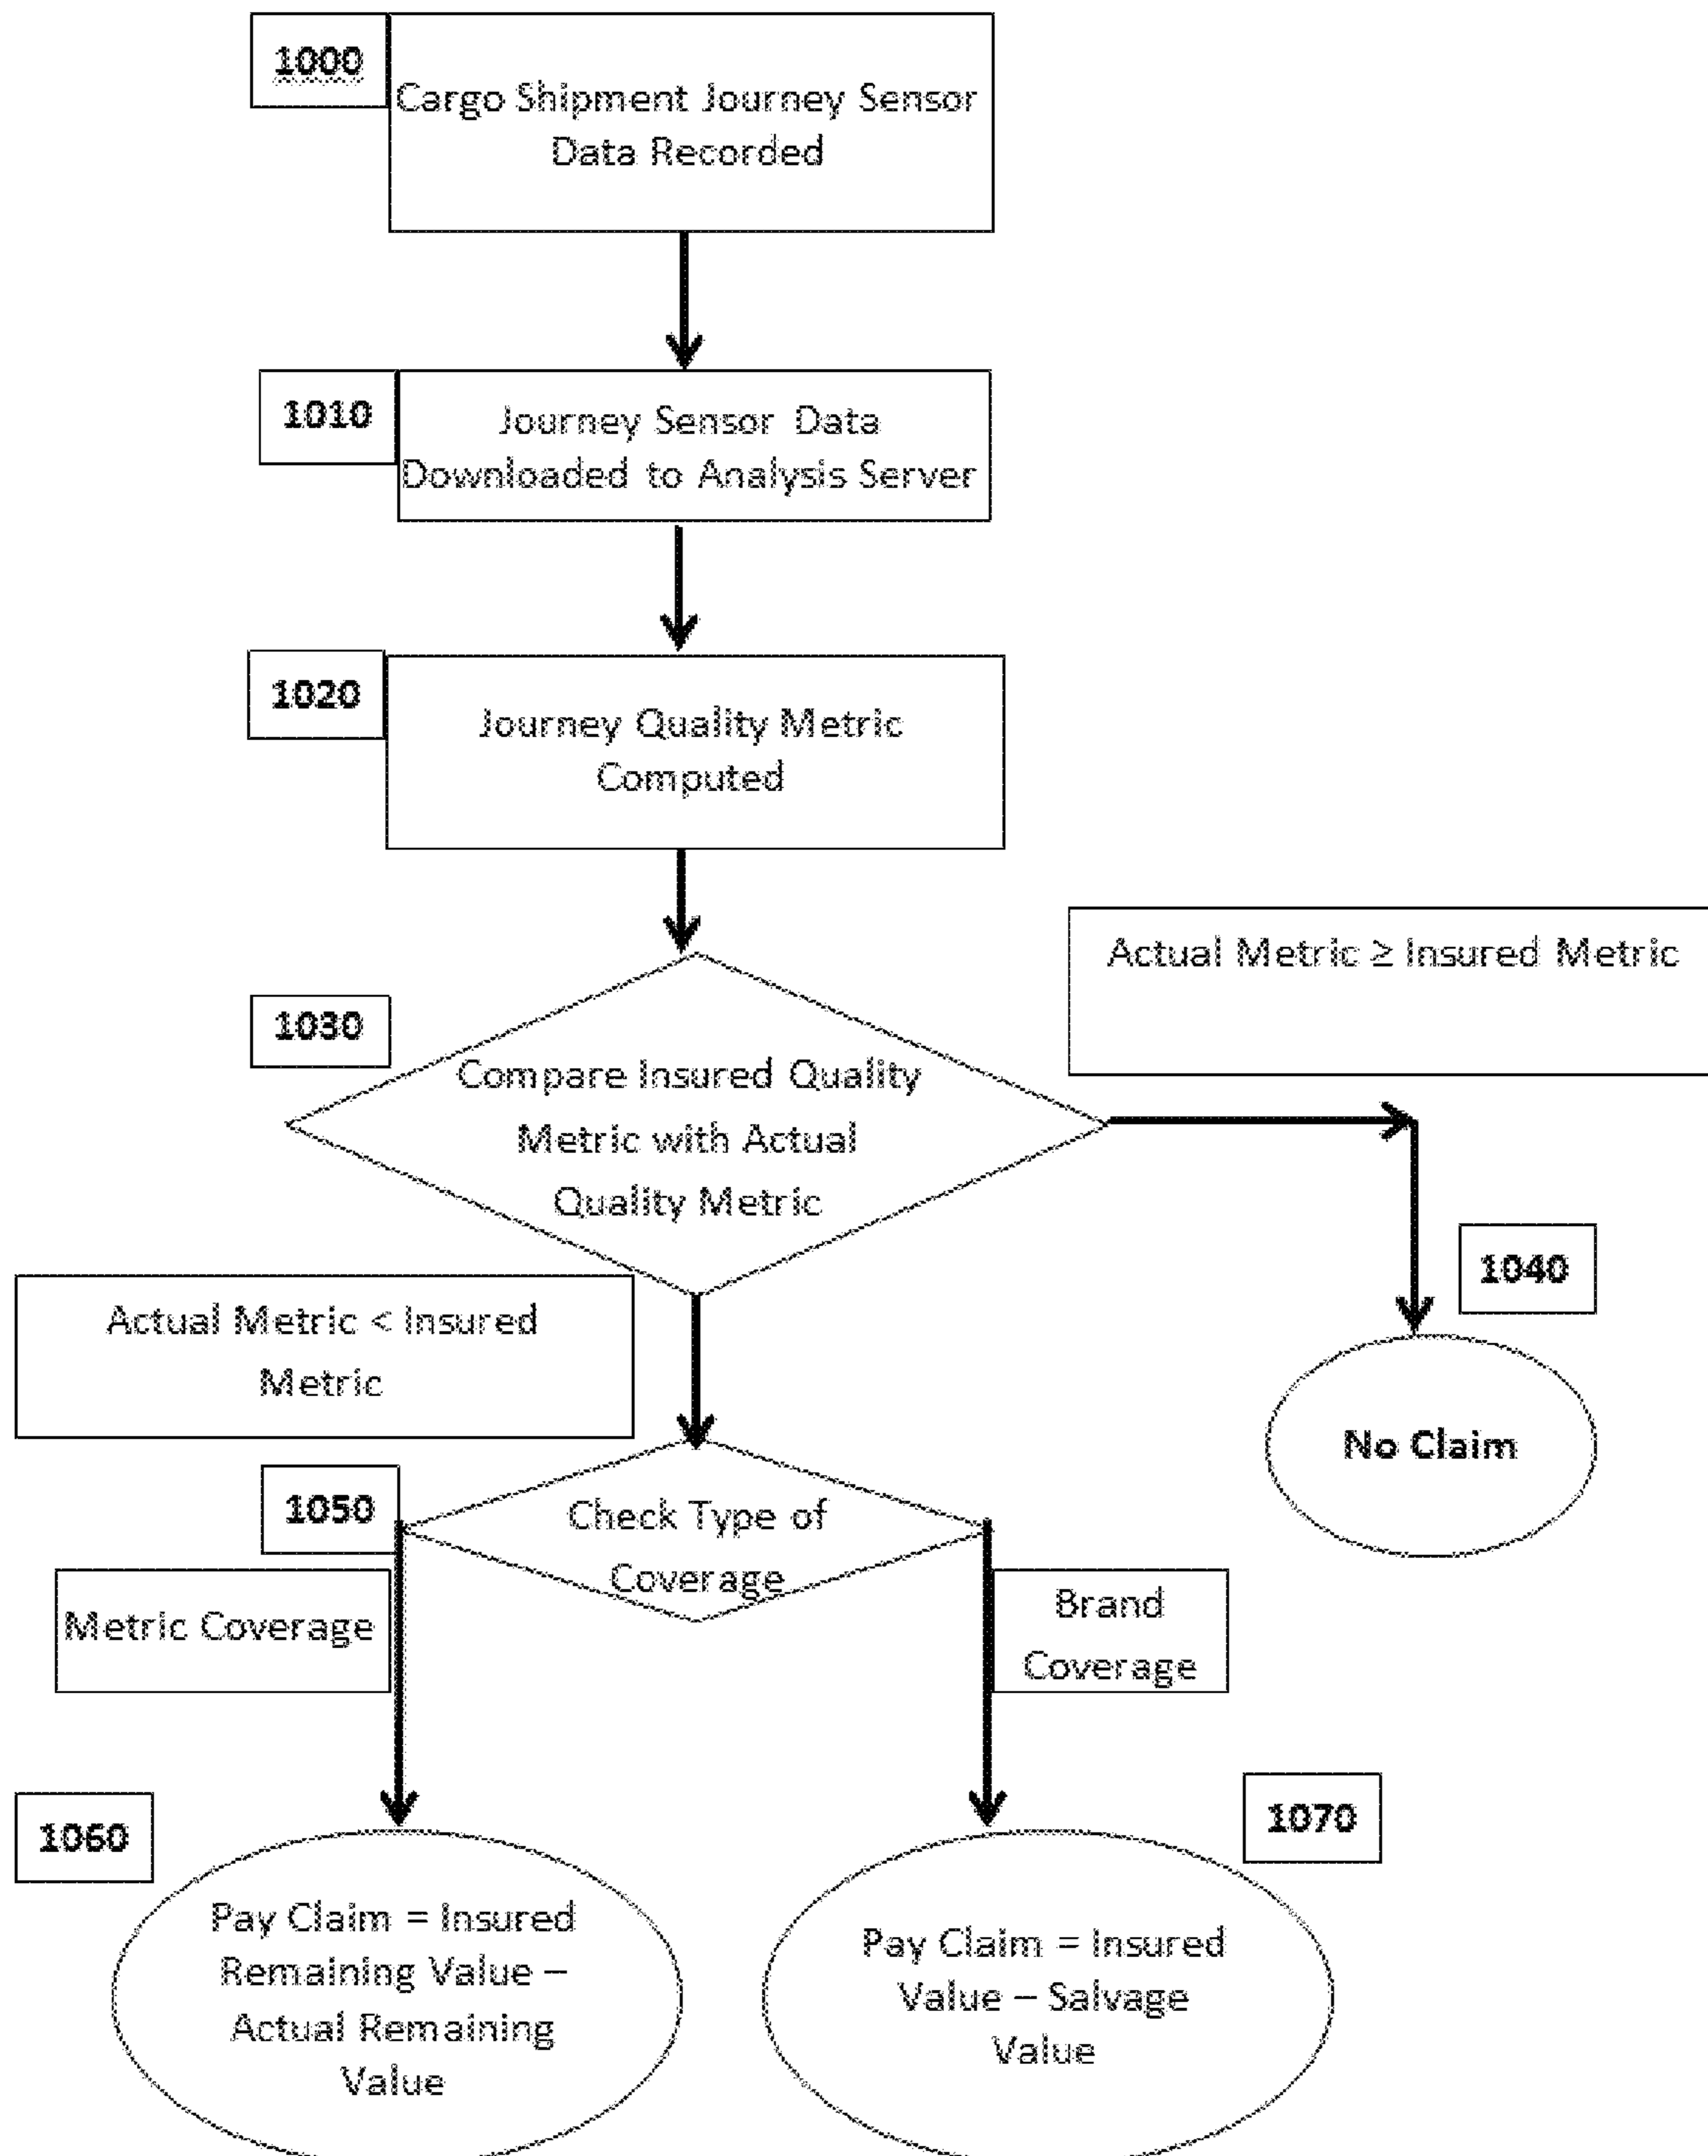 1000
Cargo Shipment Journey Sensor
Data Recorded
1010
Journey Sensor Data
Downloaded to Analysis Server
1020
Journey Quality Metric
Computed
Actual Metric ≥ Insured Metric
1030
Compare Insured Quality
Metric with Actual
Quality Metric
1040
No Claim
Actual Metric < Insured
Metric
1050
Check Type of
Coverage
Metric Coverage
Brand
Coverage
1060
Pay Claim = Insured
Remaining Value –
Actual Remaining
Value
1070
Pay Claim = Insured
Value – Salvage
Value